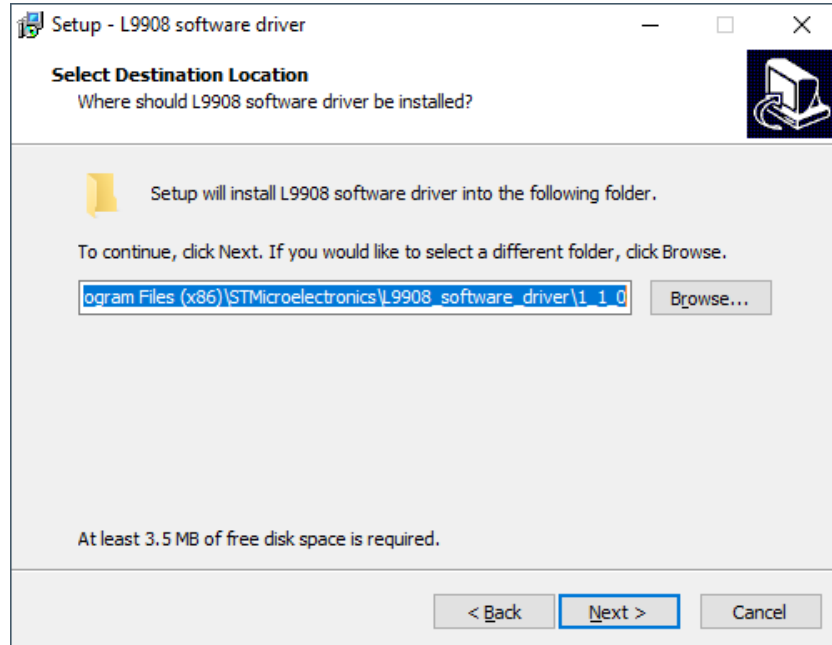 Setup - L9908 software driver
Select Destination Location
Where should L9908 software driver be installed?
Setup will install L9908 software driver into the following folder.
To continue, click Next. If you would like to select a different folder, click Browse.
ogram Files (x86)\STMicroelectronics\L9908_software_driver\1_1_0
Browse...
At least 3.5 MB of free disk space is required.
< Back
Next >
Cancel